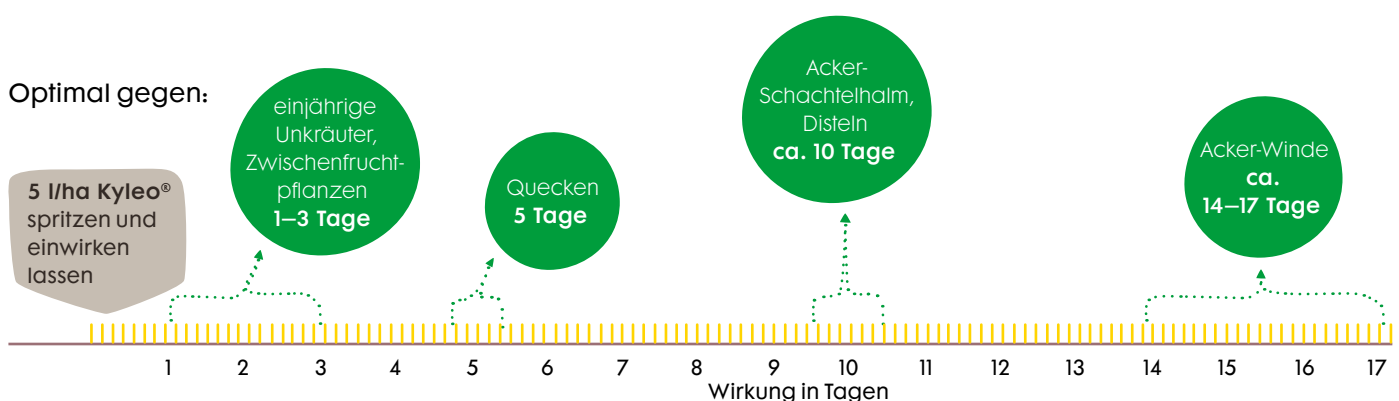 Optimal gegen:
5 l/ha Kyleo®
spritzen und
einwirken
lassen
einjährige
Unkräuter,
Zwischenfrucht-
pflanzen
1–3 Tage
Quecken
5 Tage
Acker-
Schachtelhalm,
Disteln
ca. 10 Tage
Acker-Winde
ca.
14–17 Tage
1 2 3 4 5 6 7 8 9 10 11 12 13 14 15 16 17
Wirkung in Tagen